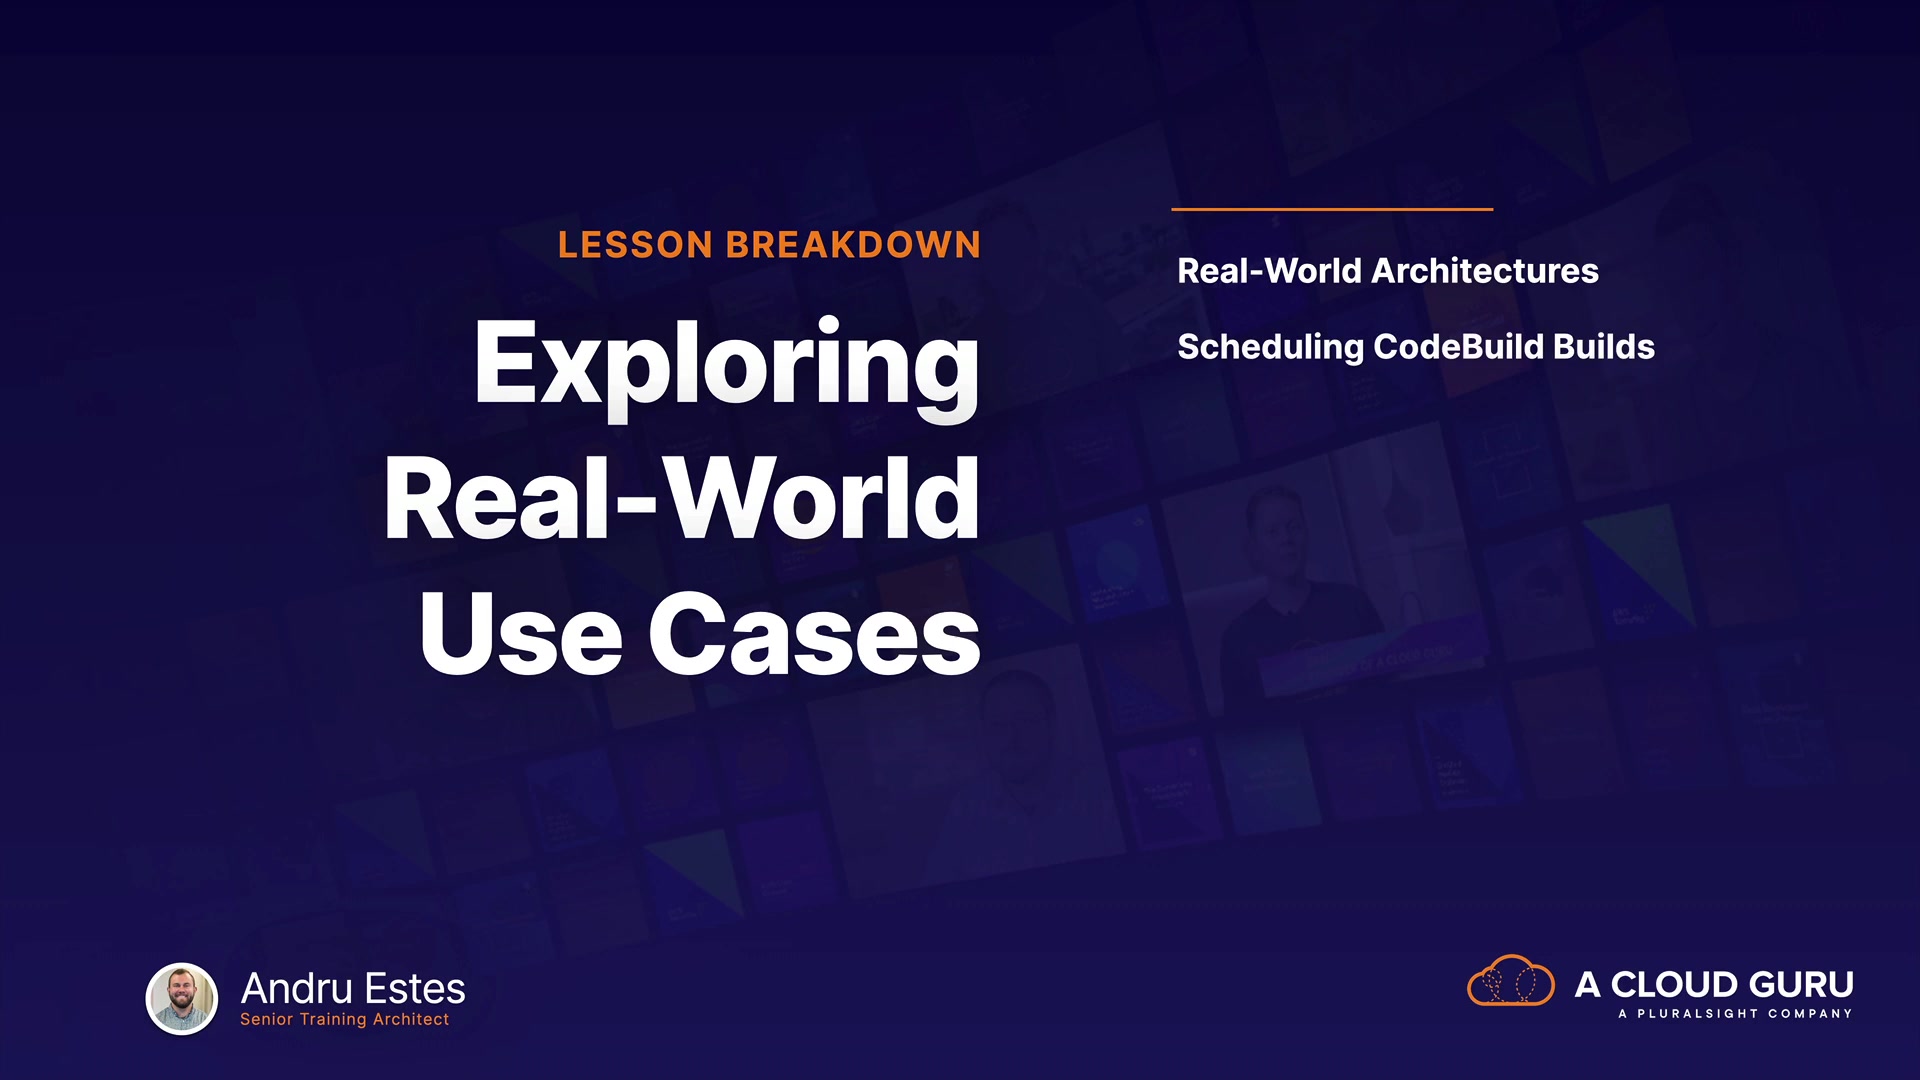 LESSON BREAKDOWN
Exploring
Real-World
Use Cases
Real-World Architectures
Scheduling CodeBuild Builds
Andru Estes
Senior Training Architect
A CLOUD GURU
A PLURALSIGHT COMPANY